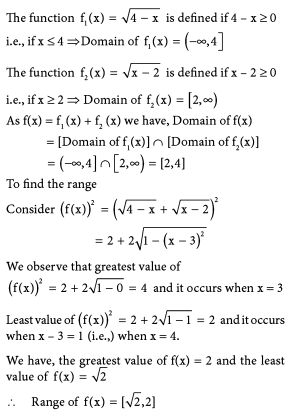 The function f₁(x) = √(4 – x) is defined if 4 – x ≥ 0
i.e., if x ≤ 4 ⇒ Domain of f₁(x) = (–∞, 4]
The function f₂(x) = √(x – 2) is defined if x – 2 ≥ 0
i.e., if x ≥ 2 ⇒ Domain of f₂(x) = [2, ∞)
As f(x) = f₁(x) + f₂ (x) we have, Domain of f(x)
= [Domain of f₁(x)] ∩ [Domain of f₂(x)]
= (–∞, 4] ∩ [2, ∞) = [2, 4]
To find the range
Consider (f(x))² = (√(4 – x) + √(x – 2))²
= 2 + 2√(1 – (x – 3)²)
We observe that greatest value of
(f(x))² = 2 + 2√(1 – 0) = 4 and it occurs when x = 3
Least value of (f(x))² = 2 + 2√(1 – 1) = 2 and it occurs
when x – 3 = 1 (i.e.,) when x = 4.
We have, the greatest value of f(x) = 2 and the least
value of f(x) = √2
∴ Range of f(x) = [√2, 2]